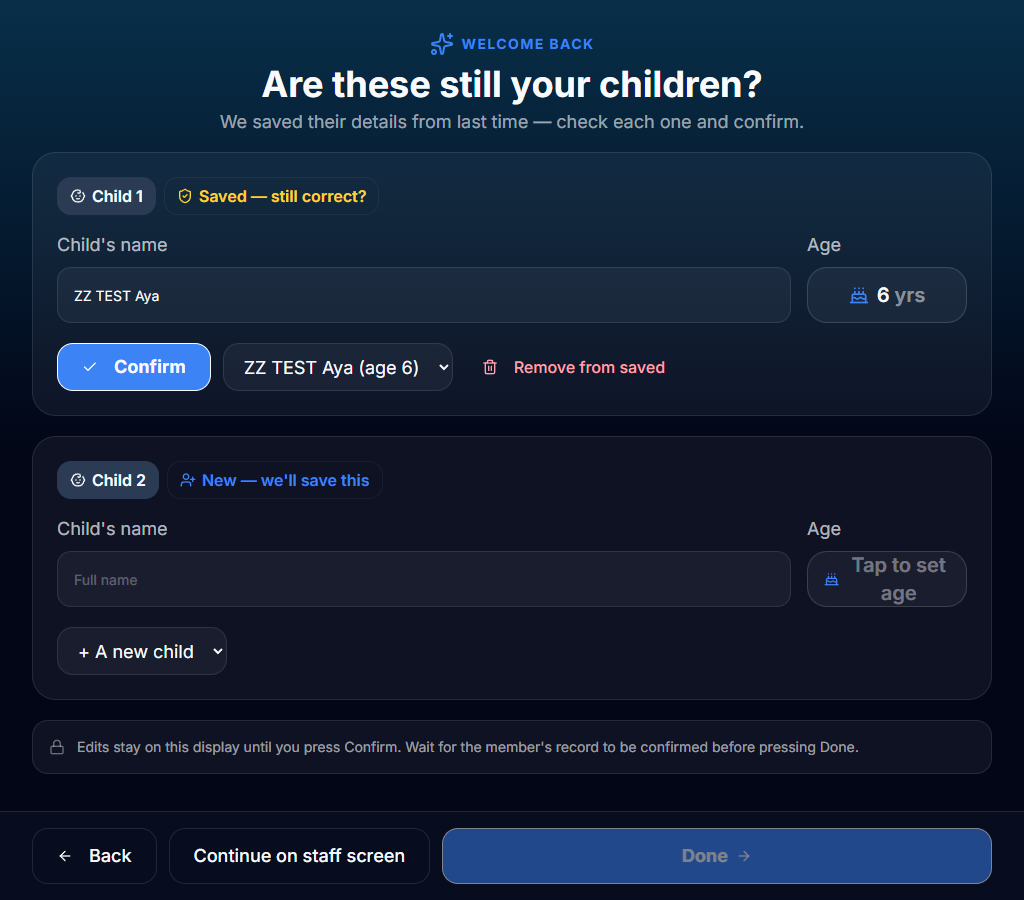 WELCOME BACK
Are these still your children?
We saved their details from last time — check each one and confirm.
Child 1
Saved — still correct?
Child's name
Age
ZZ TEST Aya
6 yrs
Confirm
ZZ TEST Aya (age 6)
Remove from saved
Child 2
New — we'll save this
Child's name
Age
Full name
Tap to set
age
+ A new child
Edits stay on this display until you press Confirm. Wait for the member's record to be confirmed before pressing Done.
Back
Continue on staff screen
Done